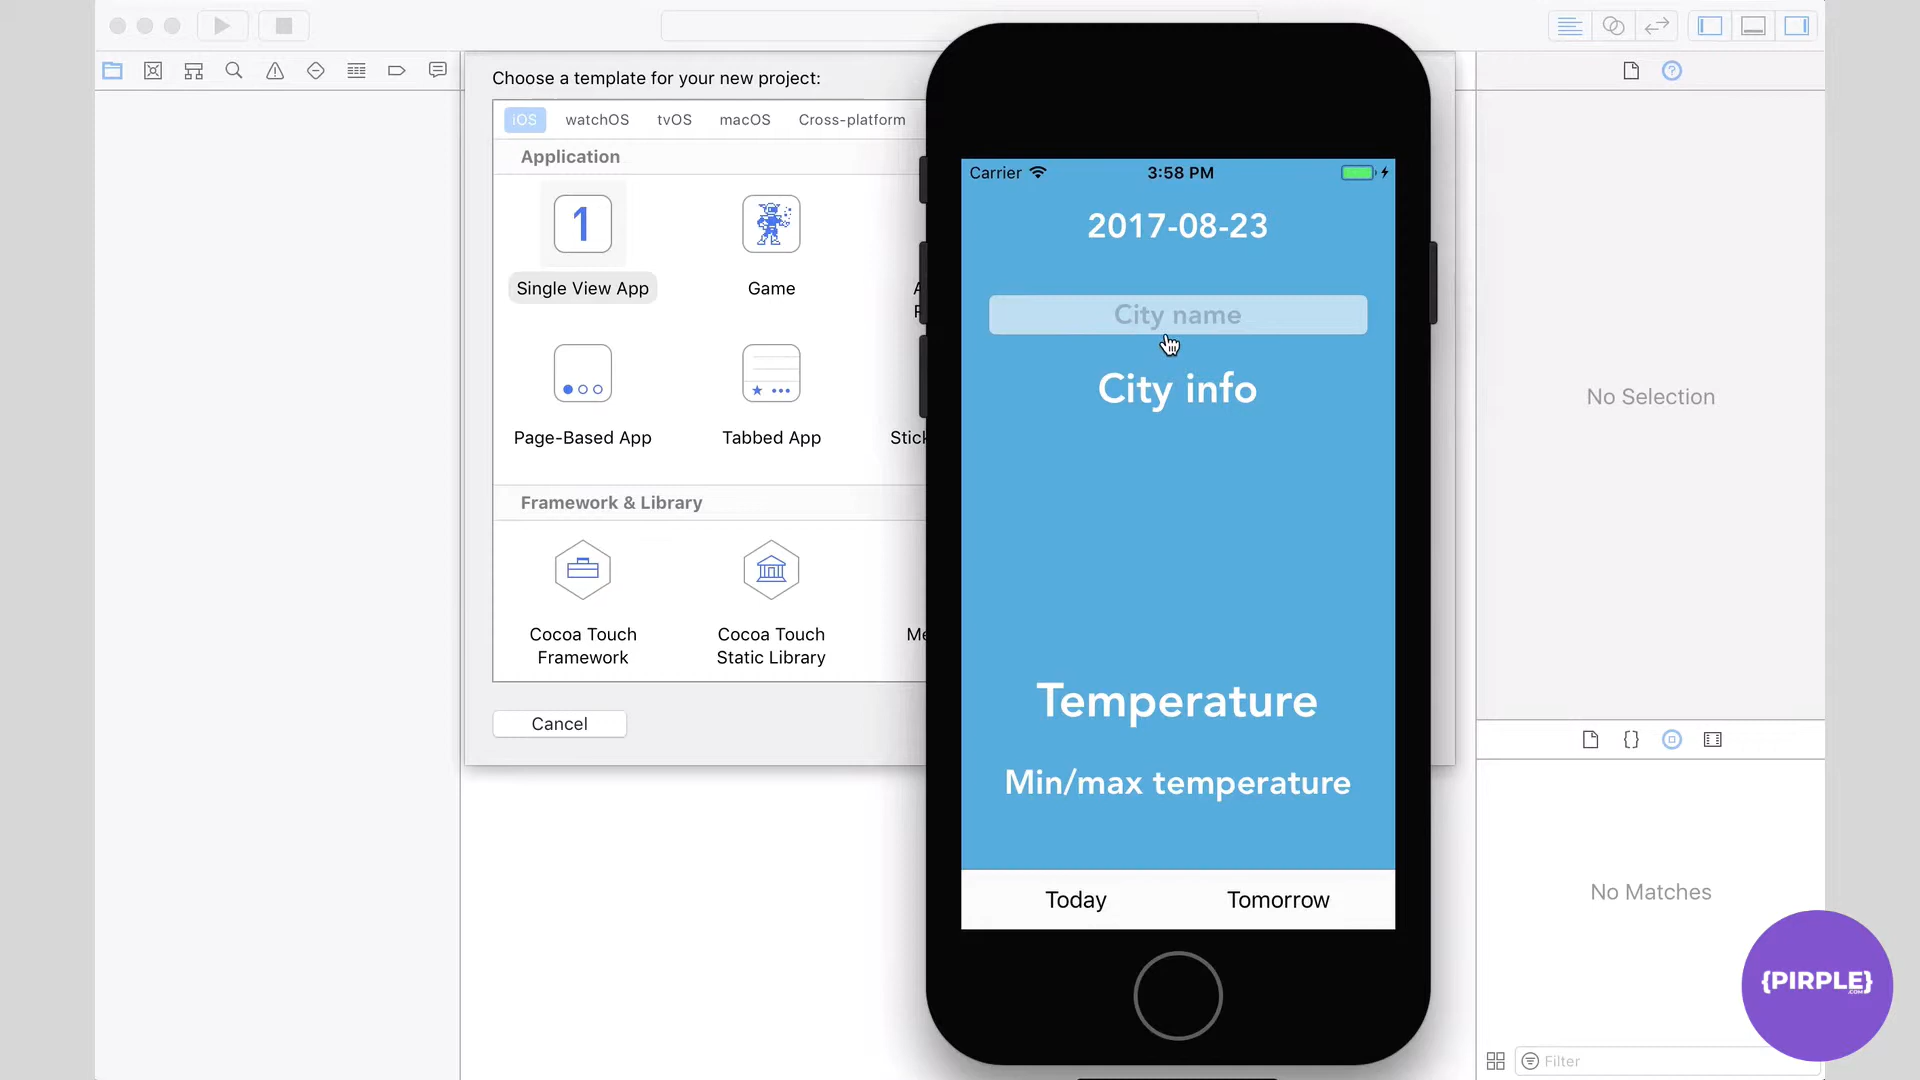 Choose a template for your new project:
iOS watchOS tvOS macOS Cross-platform
Application
1
Single View App
Game
Page-Based App
Tabbed App
Framework & Library
Cocoa Touch
Framework
Cocoa Touch
Static Library
Cancel
Carrier 3:58 PM
2017-08-23
City name
City info
Temperature
Min/max temperature
Today Tomorrow
No Selection
{}
No Matches
Filter
{PIRPLE}
.COM